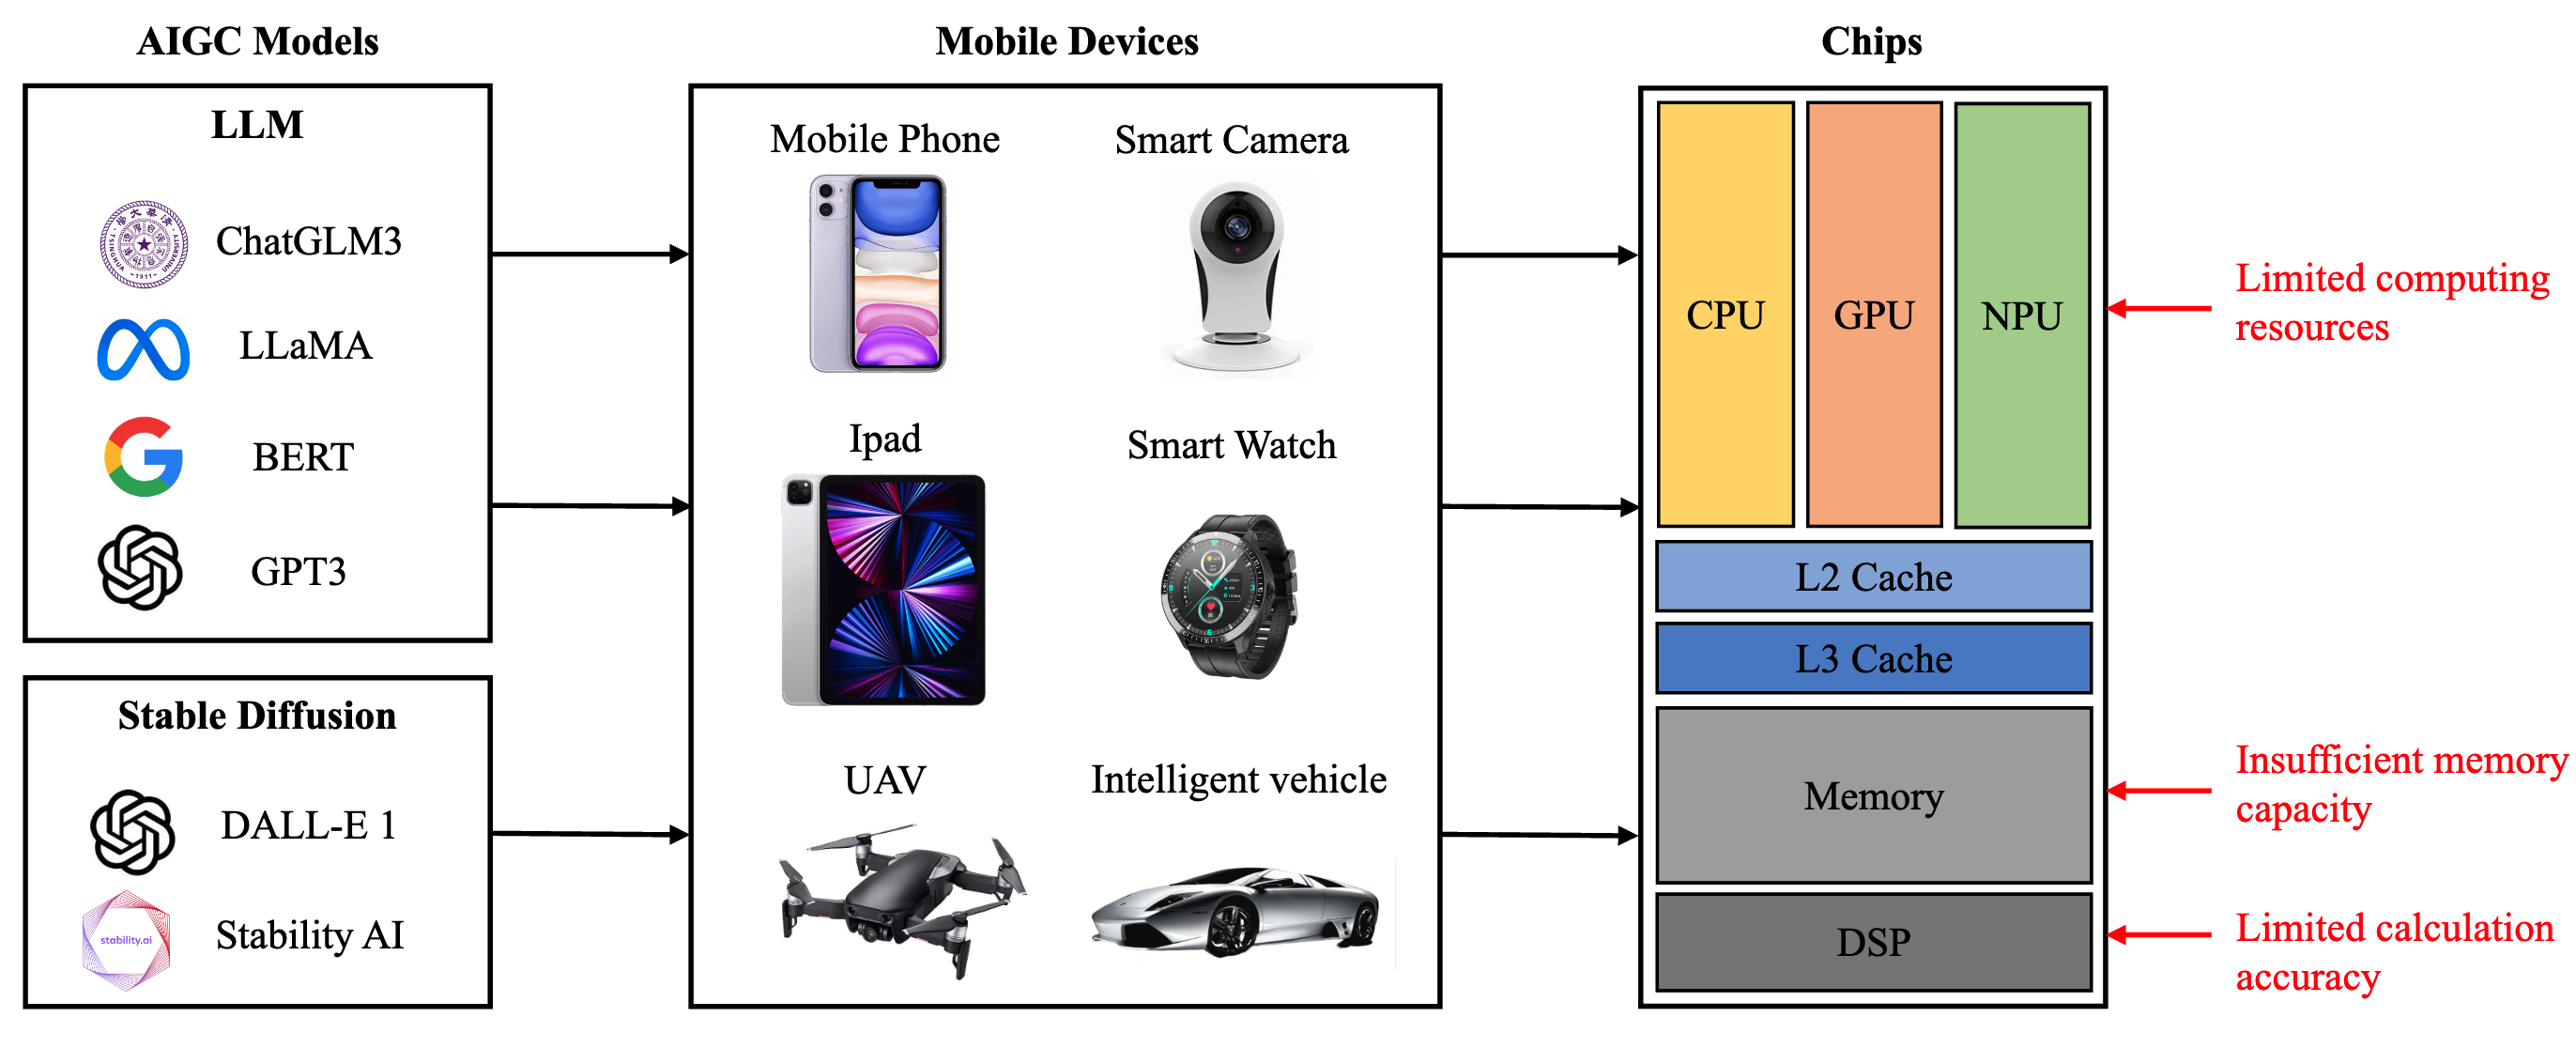 AIGC Models
LLM
ChatGLM3
LLaMA
BERT
GPT3
Stable Diffusion
DALL-E 1
stability.ai
Stability AI
Mobile Devices
Mobile Phone
Smart Camera
Ipad
Smart Watch
UAV
Intelligent vehicle
Chips
CPU
GPU
NPU
L2 Cache
L3 Cache
Memory
DSP
Limited computing
resources
Insufficient memory
capacity
Limited calculation
accuracy